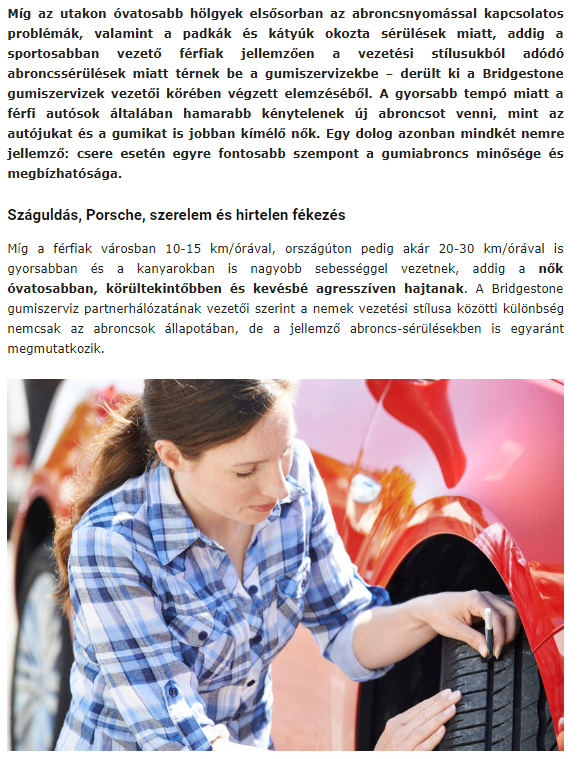 Míg az utakon óvatosabb hölgyek elsősorban az abroncsnyomással kapcsolatos
problémák, valamint a padkák és kátyúk okozta sérülések miatt, addig a
sportosabban vezető férfiak jellemzően a vezetési stílusukból adódó
abroncssérülések miatt térnek be a gumiszervizekbe – derült ki a Bridgestone
gumiszervizek vezetői körében végzett elemzéséből. A gyorsabb tempó miatt a
férfi autósok általában hamarabb kénytelenek új abroncsot venni, mint az
autójukat és a gumikat is jobban kímélő nők. Egy dolog azonban mindkét nemre
jellemző: csere esetén egyre fontosabb szempont a gumiabroncs minősége és
megbízhatósága.
Száguldás, Porsche, szerelem és hirtelen fékezés
Míg a férfiak városban 10-15 km/órával, országúton pedig akár 20-30 km/órával is
gyorsabban és a kanyarokban is nagyobb sebességgel vezetnek, addig a nők
óvatosabban, körültekintőbben és kevésbé agresszíven hajtanak. A Bridgestone
gumiszerviz partnerhálózatának vezetői szerint a nemek vezetési stílusa közötti különbség
nemcsak az abroncsok állapotában, de a jellemző abroncs-sérülésekben is egyaránt
megmutatkozik.